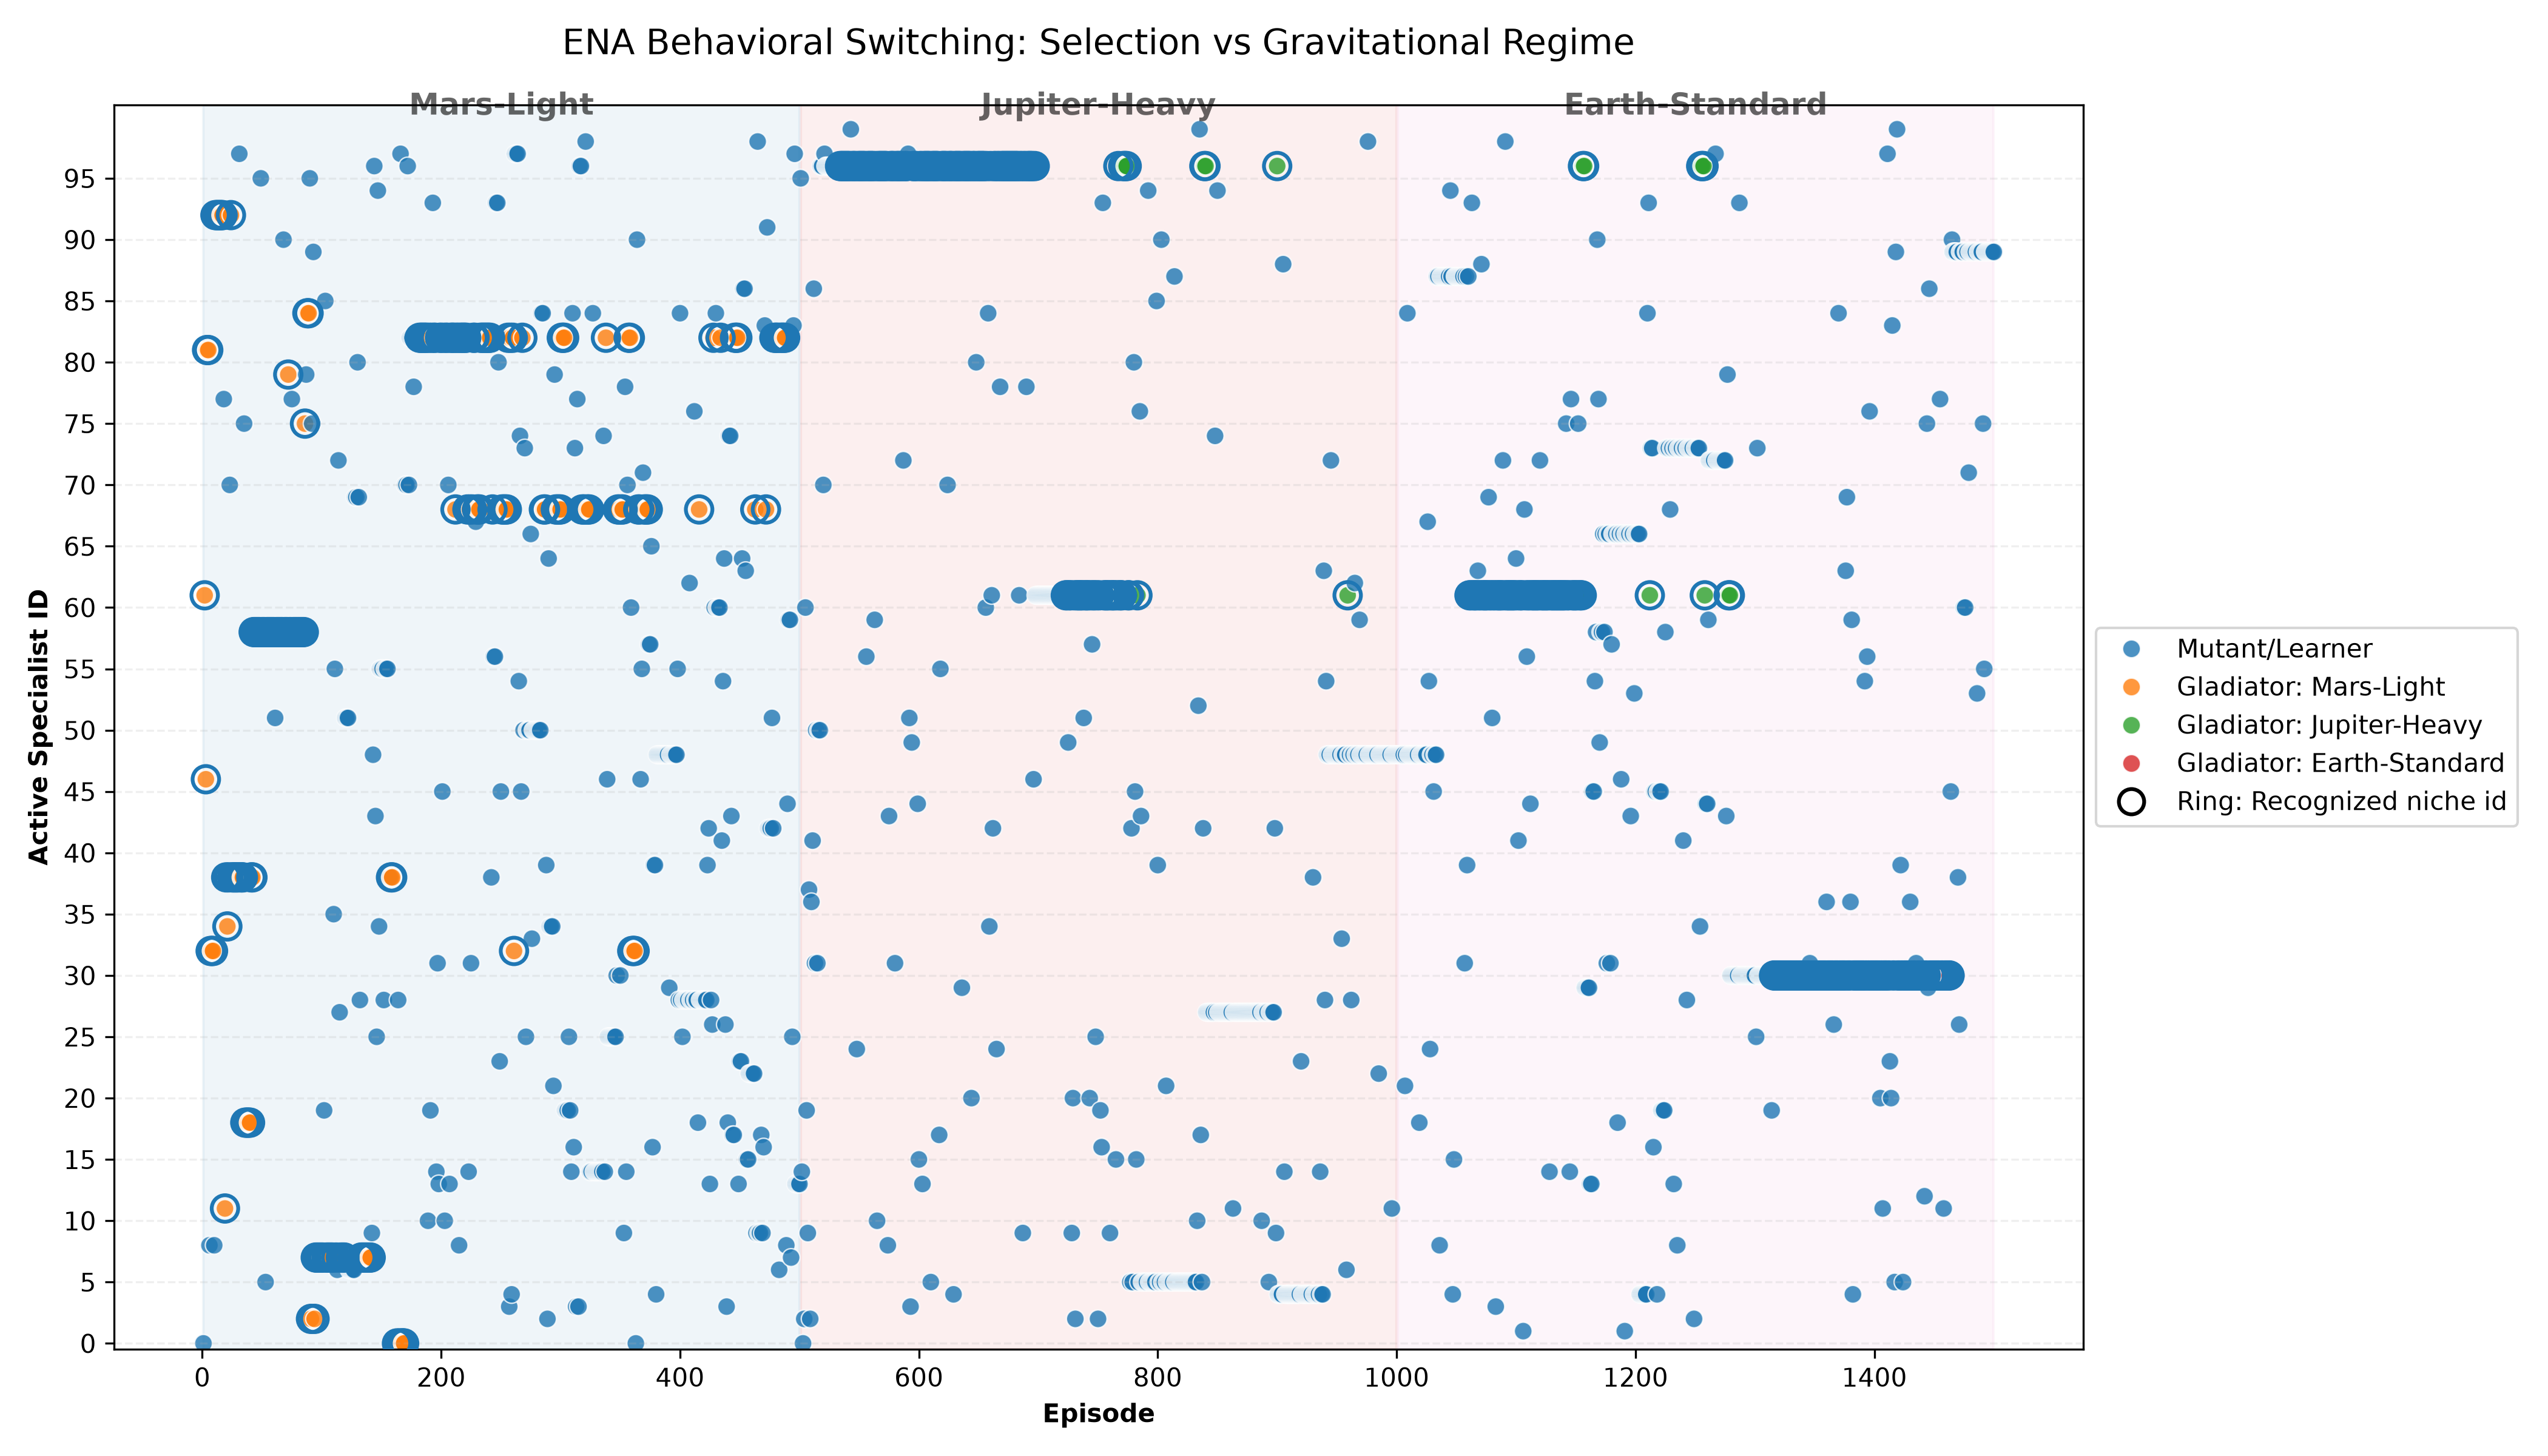 ENA Behavioral Switching: Selection vs Gravitational Regime
Mars-Light
Jupiter-Heavy
Earth-Standard
Active Specialist ID
95
90
85
80
75
70
65
60
55
50
45
40
35
30
25
20
15
10
5
0
0
200
400
600
800
1000
1200
1400
Episode
Mutant/Learner
Gladiator: Mars-Light
Gladiator: Jupiter-Heavy
Gladiator: Earth-Standard
Ring: Recognized niche id